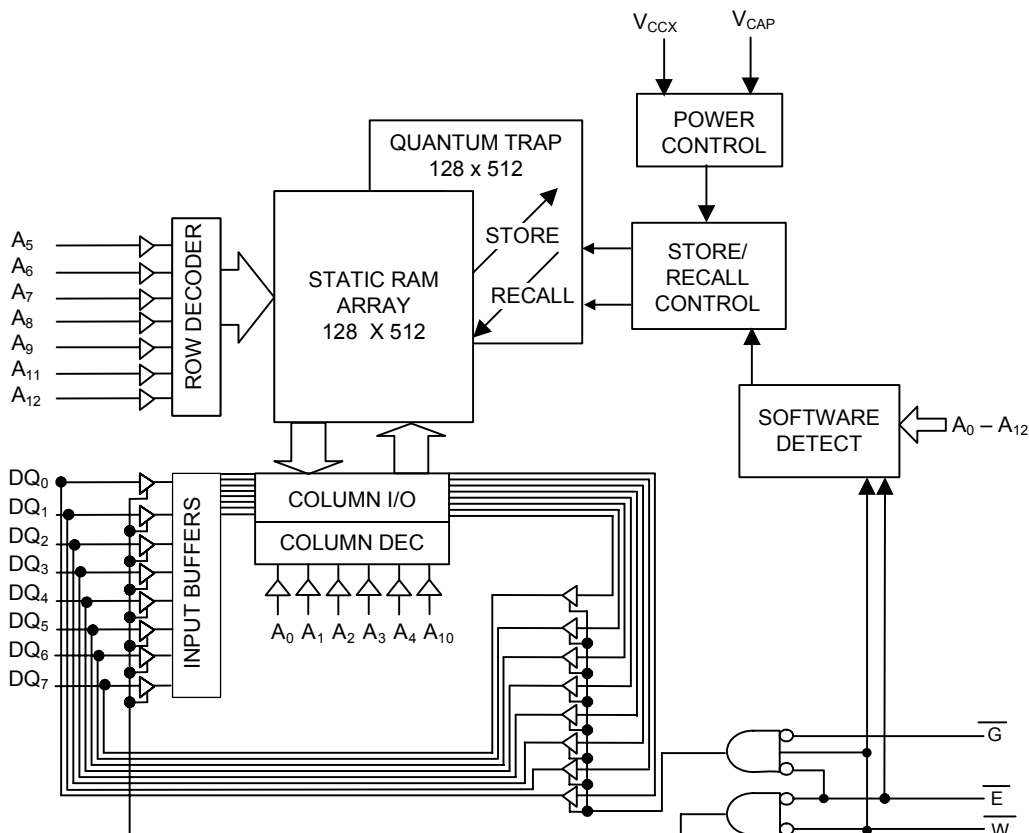 V_CCX
V_CAP
POWER
CONTROL
QUANTUM TRAP
128 x 512
STORE
RECALL
STORE/
RECALL
CONTROL
STATIC RAM
ARRAY
128 X 512
A5
A6
A7
A8
A9
A11
A12
ROW DECODER
SOFTWARE
DETECT
A0 – A12
DQ0
DQ1
DQ2
DQ3
DQ4
DQ5
DQ6
DQ7
INPUT BUFFERS
COLUMN I/O
COLUMN DEC
A0 A1 A2 A3 A4 A10
G
E
W